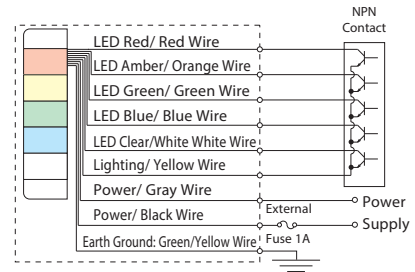 NPN
Contact
LED Red/ Red Wire
LED Amber/ Orange Wire
LED Green/ Green Wire
LED Blue/ Blue Wire
LED Clear/White White Wire
Lighting/ Yellow Wire
Power/ Gray Wire
Power
External
Power/ Black Wire
Supply
Fuse 1A
Earth Ground: Green/Yellow Wire